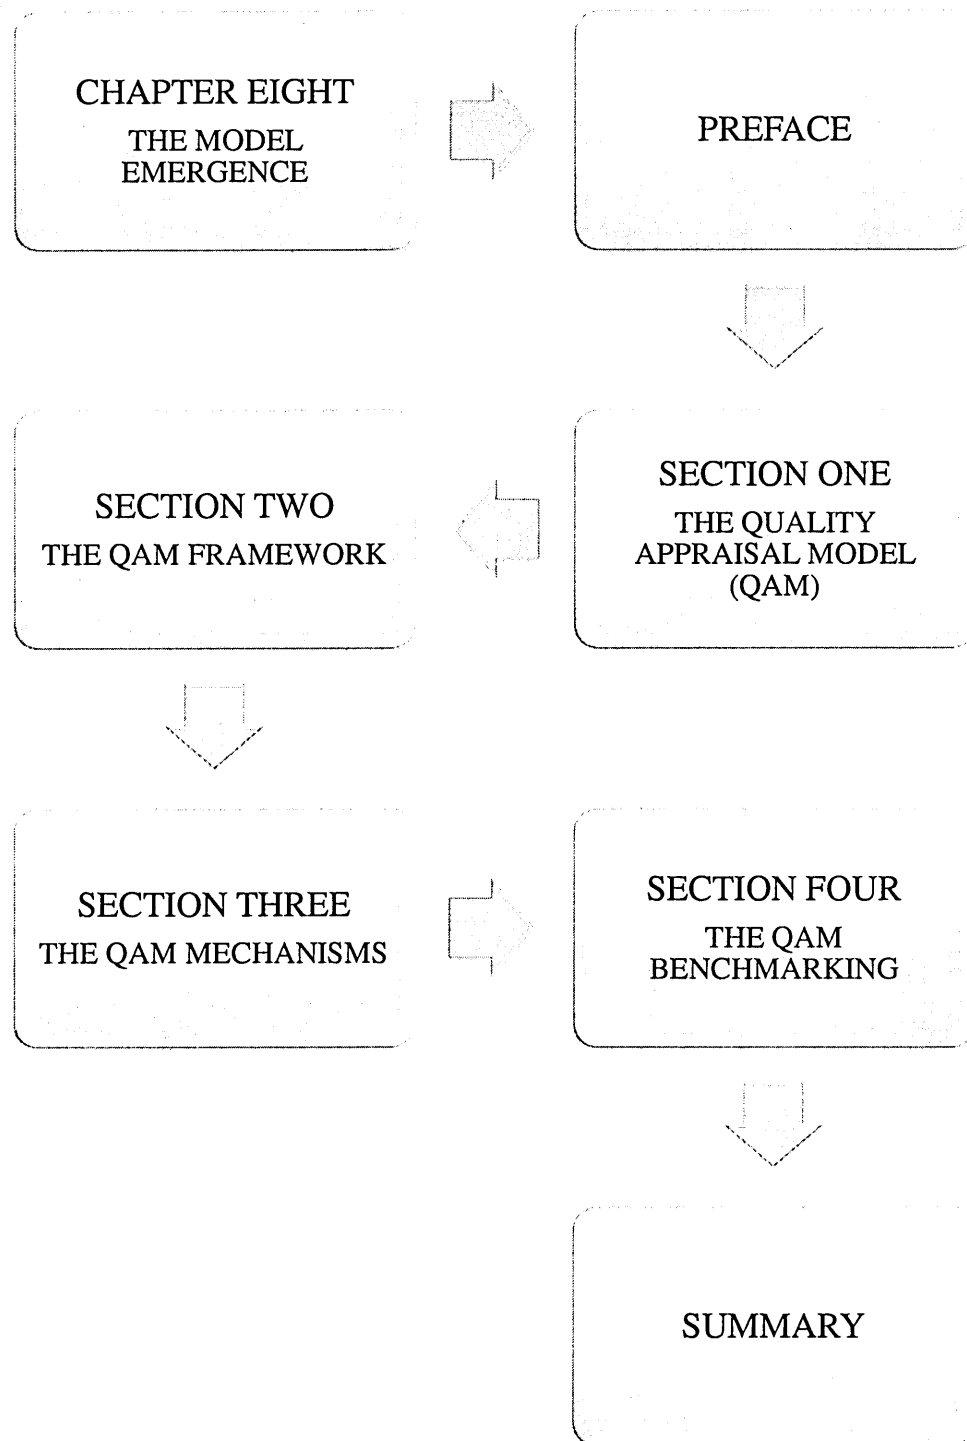 CHAPTER EIGHT
THE MODEL
EMERGENCE
PREFACE
SECTION ONE
THE QUALITY
APPRAISAL MODEL
(QAM)
SECTION TWO
THE QAM FRAMEWORK
SECTION THREE
THE QAM MECHANISMS
SECTION FOUR
THE QAM
BENCHMARKING
SUMMARY